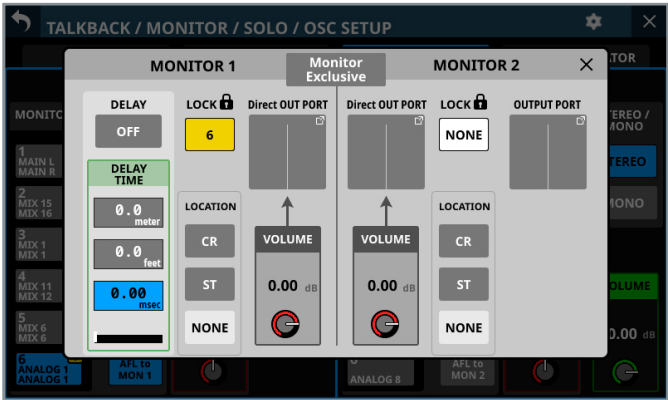 TALKBACK / MONITOR / SOLO / OSC SETUP
TOR
MONITOR 1
Monitor
Exclusive
MONITOR 2
DELAY
OFF
DELAY
TIME
0.0
meter
0.0
feet
0.00
msec
LOCK
6
LOCATION
CR
ST
NONE
Direct OUT PORT
VOLUME
0.00 dB
Direct OUT PORT
VOLUME
0.00 dB
LOCK
NONE
LOCATION
CR
ST
NONE
OUTPUT PORT
MONITO
1
MAIN L
MAIN R
2
MIX 15
MIX 16
3
MIX 1
MIX 1
4
MIX 11
MIX 12
5
MIX 6
MIX 6
6
ANALOG 1
ANALOG 1
AFL to
MON 1
ANALOG 8
AFL to
MON 2
EREO /
MONO
TEREO
MONO
OLUME
0.00 dB